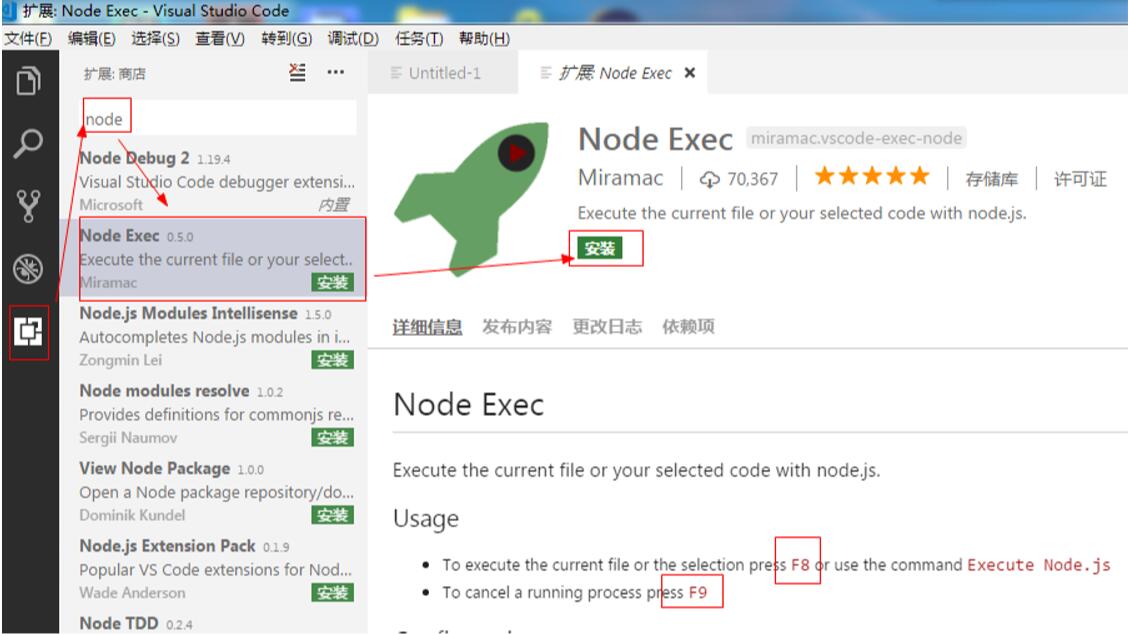 扩展: Node Exec - Visual Studio Code
文件(F) 编辑(E) 选择(S) 查看(V) 转到(G) 调试(D) 任务(T) 帮助(H)
扩展: 商店
node
Node Debug 2 1.19.4
Visual Studio Code debugger extensi...
Microsoft 内置
Node Exec 0.5.0
Execute the current file or your select..
Miramac 安装
Node.js Modules Intellisense 1.5.0
Autocompletes Node.js modules in i...
Zongmin Lei 安装
Node modules resolve 1.0.2
Provides definitions for commonjs re...
Sergii Naumov 安装
View Node Package 1.0.0
Open a Node package repository/do...
Dominik Kundel 安装
Node.js Extension Pack 0.1.9
Popular VS Code extensions for Nod...
Wade Anderson 安装
Node TDD 0.2.4
Untitled-1 扩展: Node Exec
Node Exec miramac.vscode-exec-node
Miramac 70,367 存储库 许可证
Execute the current file or your selected code with node.js.
安装
详细信息 发布内容 更改日志 依赖项
Node Exec
Execute the current file or your selected code with node.js.
Usage
To execute the current file or the selection press F8 or use the command Execute Node.js
To cancel a running process press F9